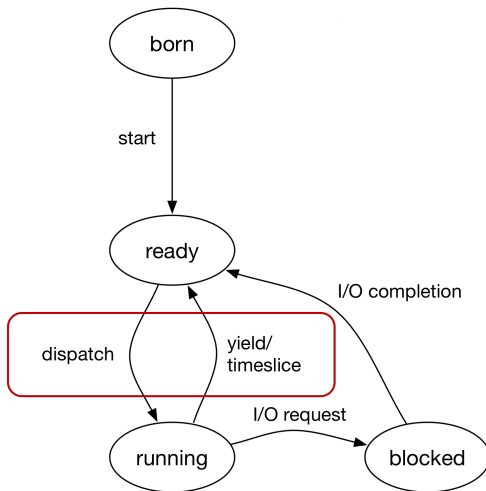 born
start
ready
I/O completion
dispatch
yield/
timeslice
I/O request
running
blocked